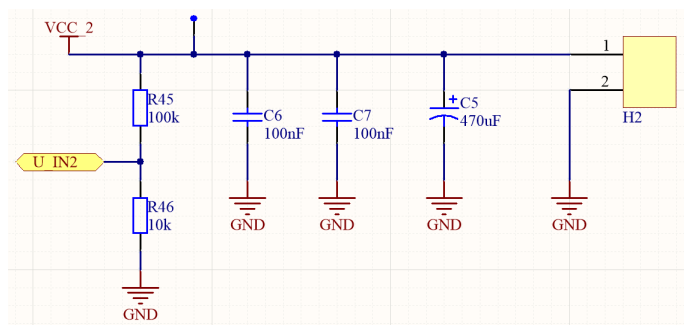 VCC_2
1
R45
100k
C6
100nF
C7
100nF
C5
470uF
2
H2
U_IN2
R46
10k
GND
GND
GND
GND
GND